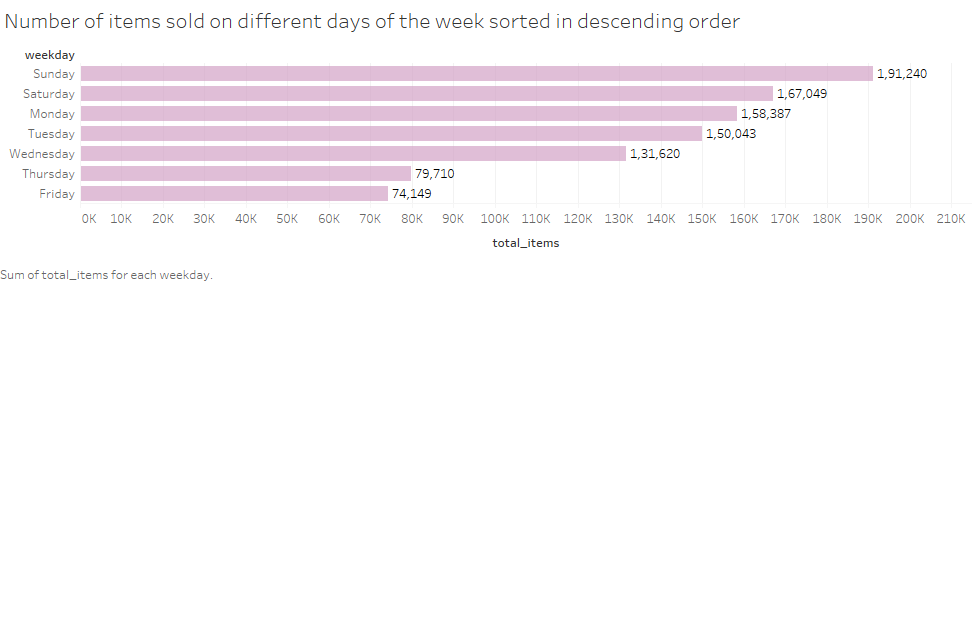 Number of items sold on different days of the week sorted in descending order
weekday
Sunday 1,91,240
Saturday 1,67,049
Monday 1,58,387
Tuesday 1,50,043
Wednesday 1,31,620
Thursday 79,710
Friday 74,149
0K 10K 20K 30K 40K 50K 60K 70K 80K 90K 100K 110K 120K 130K 140K 150K 160K 170K 180K 190K 200K 210K
total_items
Sum of total_items for each weekday.